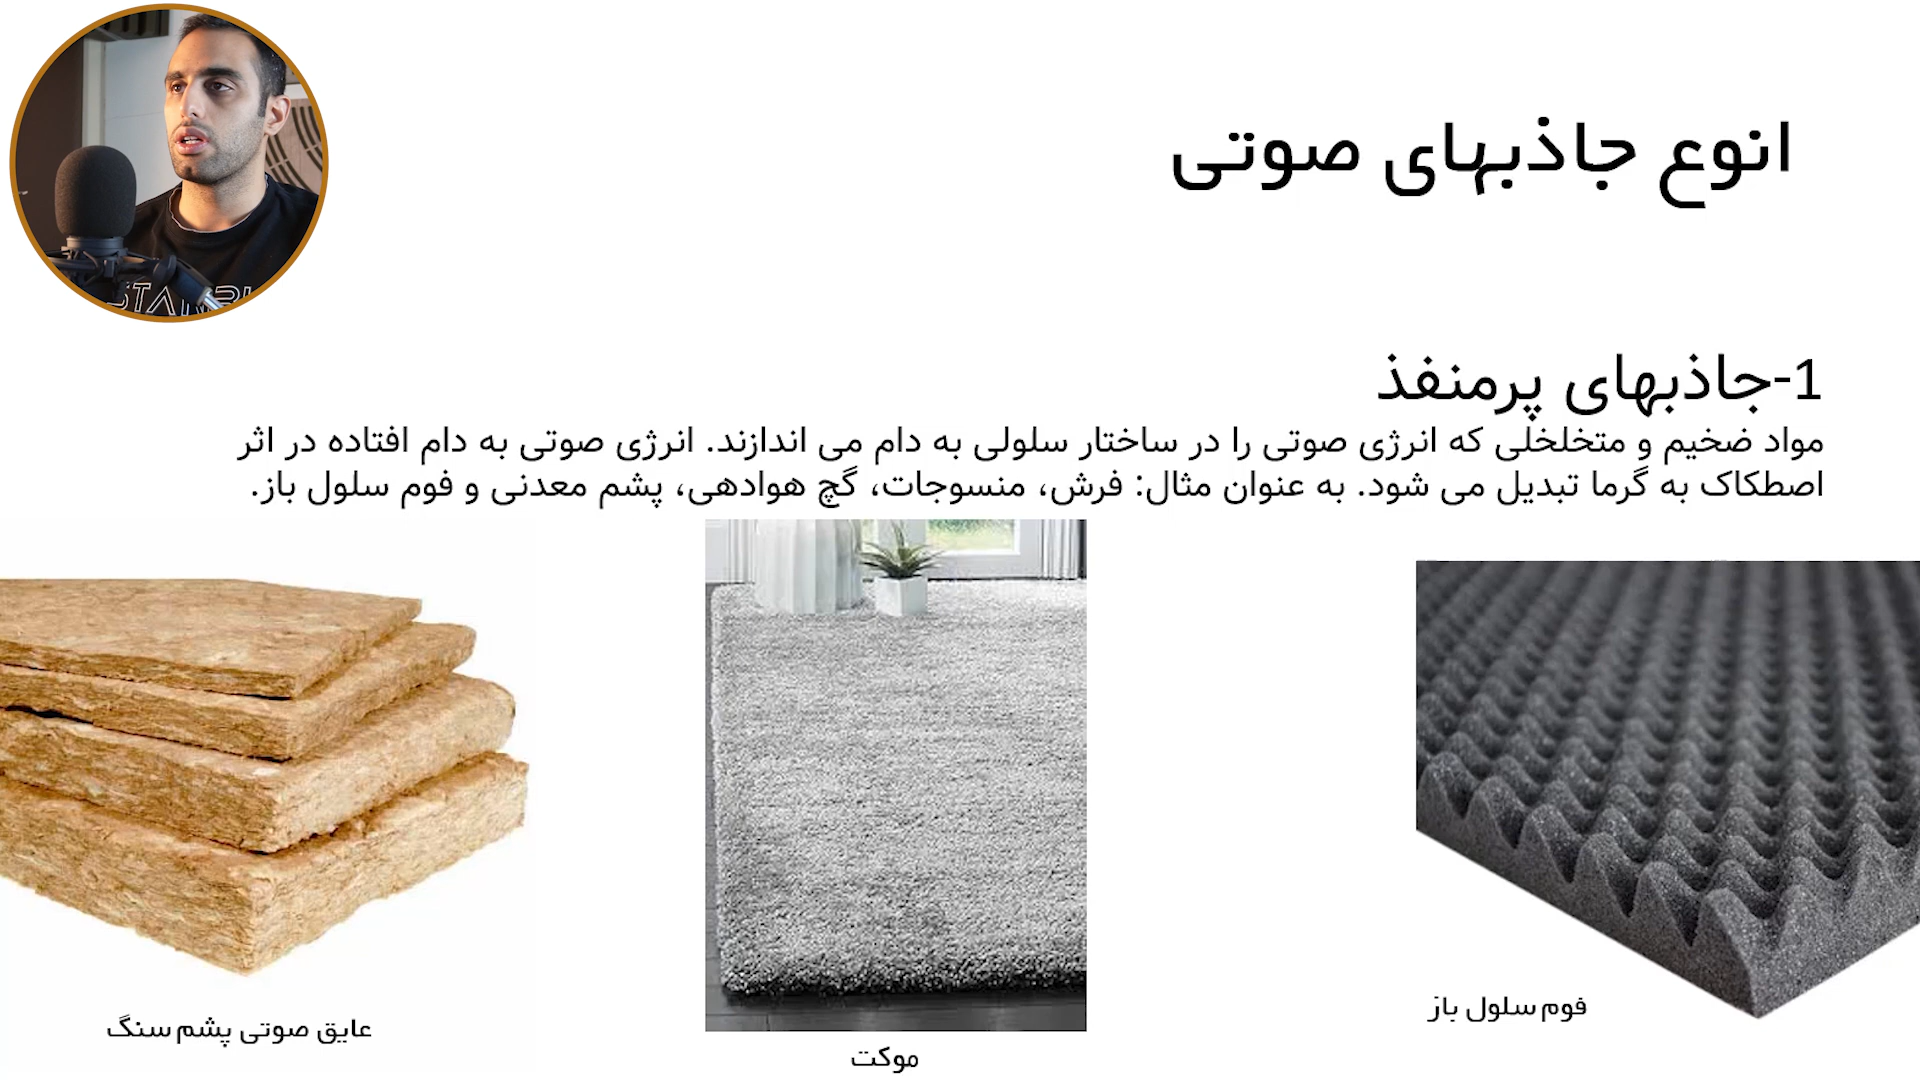 انوع جاذبهای صوتی
1-جاذبهای پرمنفذ
مواد ضخیم و متخلخلی که انرژی صوتی را در ساختار سلولی به دام می اندازند. انرژی صوتی به دام افتاده در اثر
اصطکاک به گرما تبدیل می شود. به عنوان مثال: فرش، منسوجات، گچ هوادهی، پشم معدنی و فوم سلول باز.
فوم سلول باز
موکت
عایق صوتی پشم سنگ